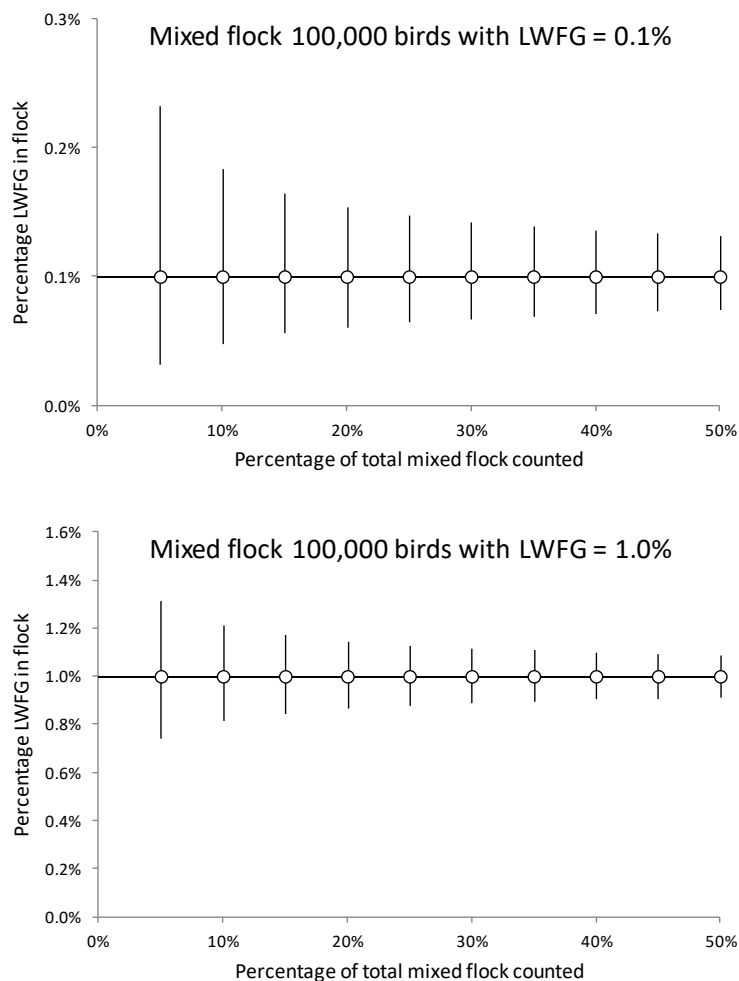 Mixed flock 100,000 birds with LWFG = 0.1%
Percentage LWFG in flock
0.3%
0.2%
0.1%
0.0%
0% 10% 20% 30% 40% 50%
Percentage of total mixed flock counted
Mixed flock 100,000 birds with LWFG = 1.0%
Percentage LWFG in flock
1.6%
1.4%
1.2%
1.0%
0.8%
0.6%
0.4%
0.2%
0.0%
0% 10% 20% 30% 40% 50%
Percentage of total mixed flock counted